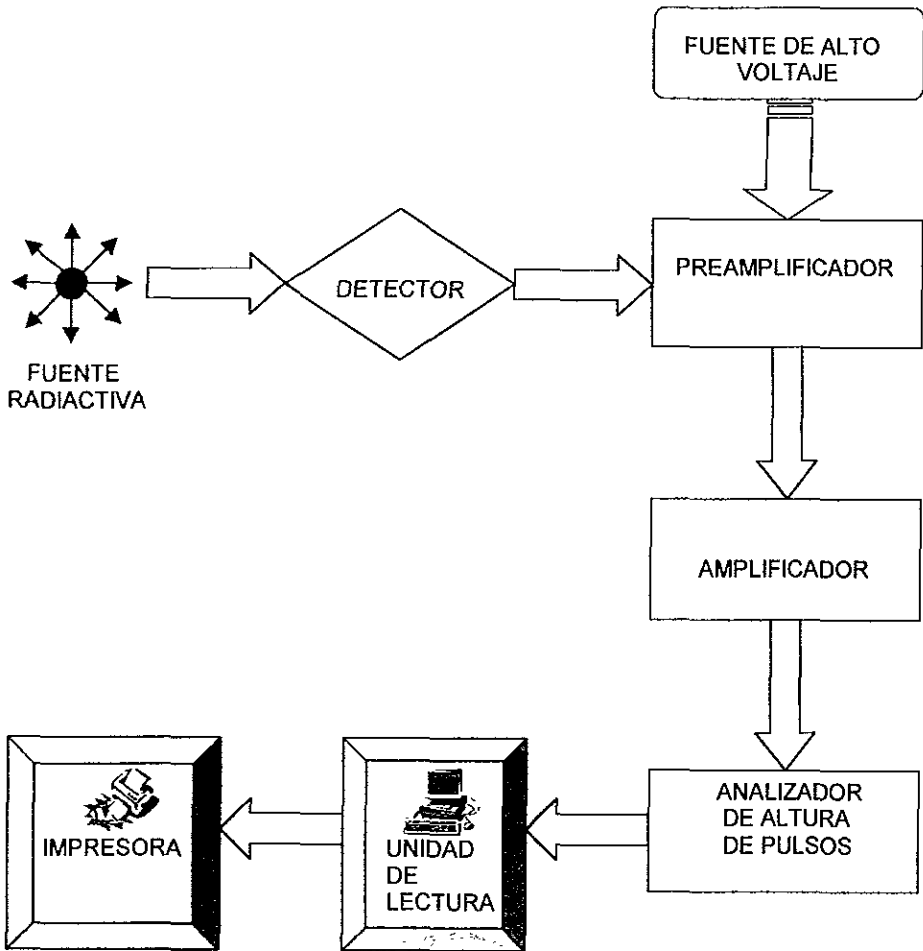 FUENTE DE ALTO
VOLTAJE
FUENTE
RADIACTIVA
DETECTOR
PREAMPLIFICADOR
AMPLIFICADOR
ANALIZADOR
DE ALTURA
DE PULSOS
UNIDAD
DE
LECTURA
IMPRESORA